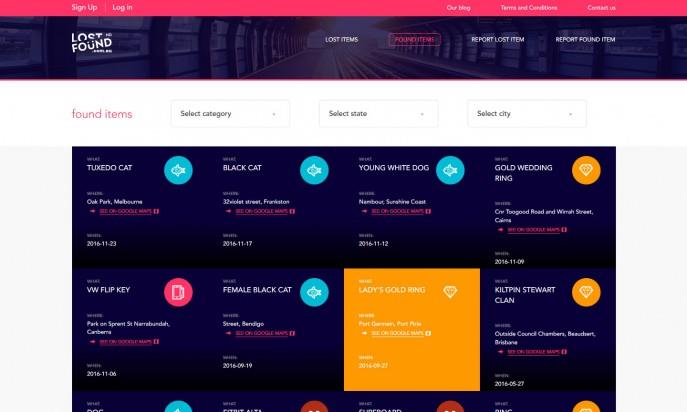 Sign Up
Log in
Our blog
Terms and Conditions
Contact us
LOST AND
FOUND
.com.au
LOST ITEMS
FOUND ITEMS
REPORT LOST ITEM
REPORT FOUND ITEM
found items
Select category
Select state
Select city
WHAT:
TUXEDO CAT
WHERE:
Oak Park, Melbourne
SEE ON GOOGLE MAPS
WHEN:
2016-11-23
WHAT:
BLACK CAT
WHERE:
32violet street, Frankston
SEE ON GOOGLE MAPS
WHEN:
2016-11-17
WHAT:
YOUNG WHITE DOG
WHERE:
Nambour, Sunshine Coast
SEE ON GOOGLE MAPS
WHEN:
2016-11-12
WHAT:
GOLD WEDDING
RING
WHERE:
Cnr Toogood Road and Wirrah Street,
Cairns
SEE ON GOOGLE MAPS
WHEN:
2016-11-09
WHAT:
VW FLIP KEY
WHERE:
Park on Sprent St Narrabundah,
Canberra
SEE ON GOOGLE MAPS
WHEN:
2016-11-06
WHAT:
FEMALE BLACK CAT
WHERE:
Street, Bendigo
SEE ON GOOGLE MAPS
WHEN:
2016-09-19
WHAT:
LADY'S GOLD RING
WHERE:
Port Germein, Port Pirie
SEE ON GOOGLE MAPS
WHEN:
2016-09-27
WHAT:
KILTPIN STEWART
CLAN
WHERE:
Outside Council Chambers, Beaudsert,
Brisbane
SEE ON GOOGLE MAPS
WHEN:
2016-05-27
WHAT:
DOG
WHAT:
FITBIT ALTA
WHAT:
SURFBOARD
WHAT:
RING